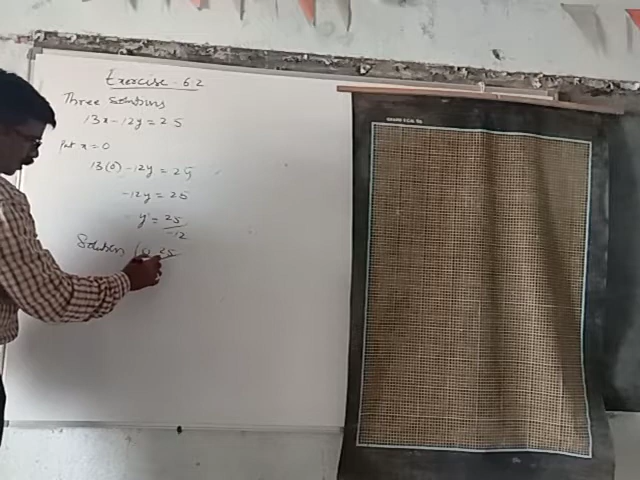 Exercise - 6.2
Three Solutions
13x - 12y = 25
Put x = 0
13(0) - 12y = 25
-12y = 25
y = 25/-12
Solution (0, 25